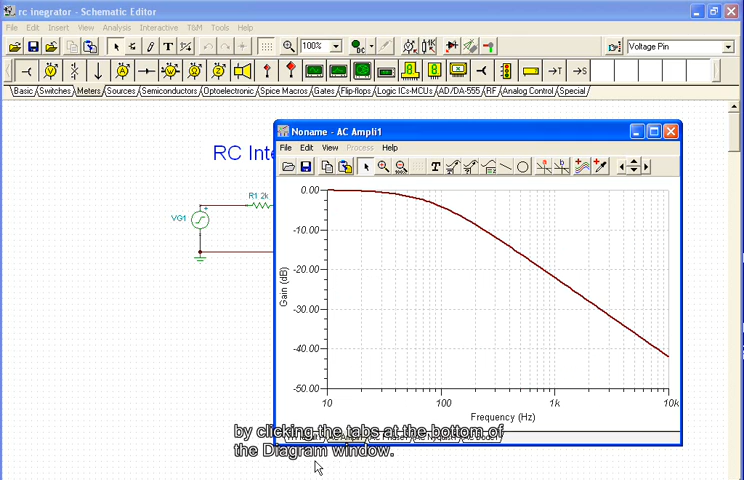 rc inegrator - Schematic Editor
File Edit Insert View Analysis Interactive T&M Tools Help
100% DC Voltage Pin
Basic Switches Meters Sources Semiconductors Optoelectronic Spice Macros Gates Flip-flops Logic ICs-MCUs AD/DA-555 RF Analog Control Special
RC Inte
R1 2k
VG1
Noname - AC Ampli1
File Edit View Process Help
T
Gain (dB)
0.00
-10.00
-20.00
-30.00
-40.00
-50.00
10 100 1k 10k
Frequency (Hz)
by clicking the tabs at the bottom of
the Diagram window.